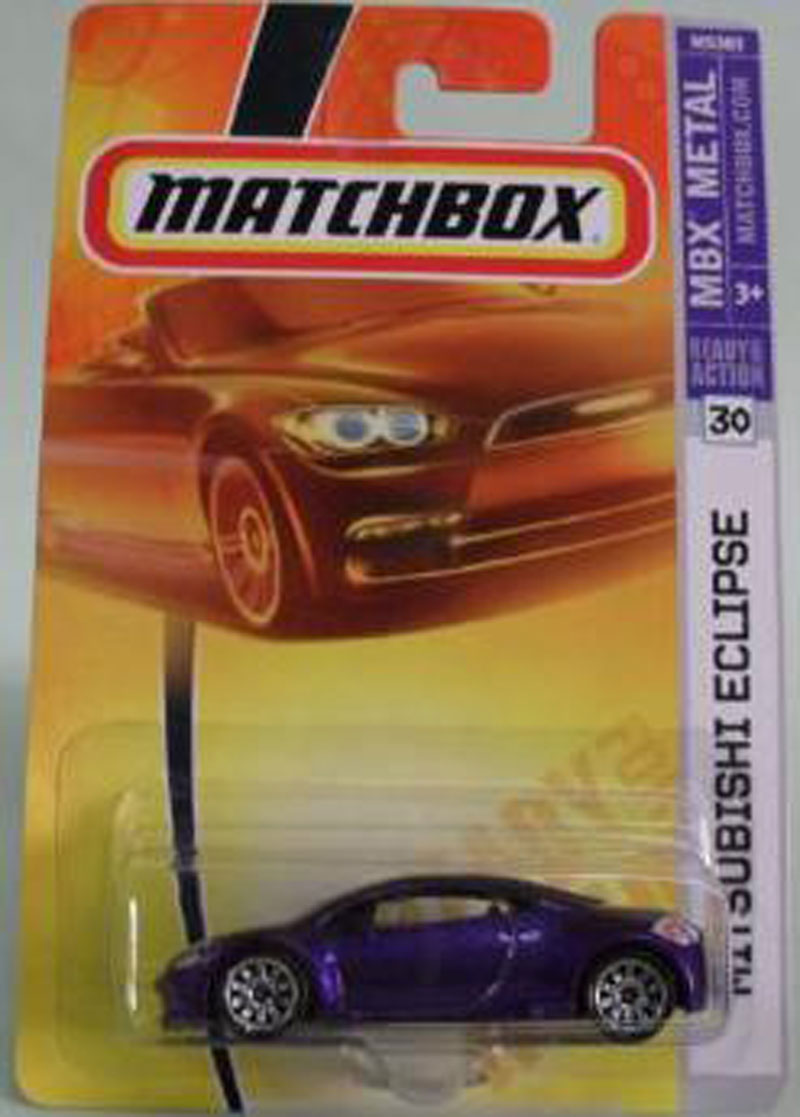 MATCHBOX
MBX METAL
MATCHBOX.COM
3+
READY FOR ACTION
30
MITSUBISHI ECLIPSE